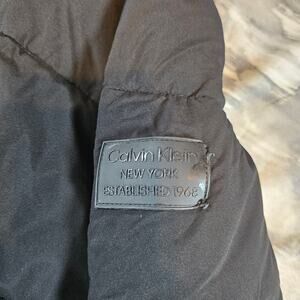 Calvin Klein
NEW YORK
ESTABLISHED 1968